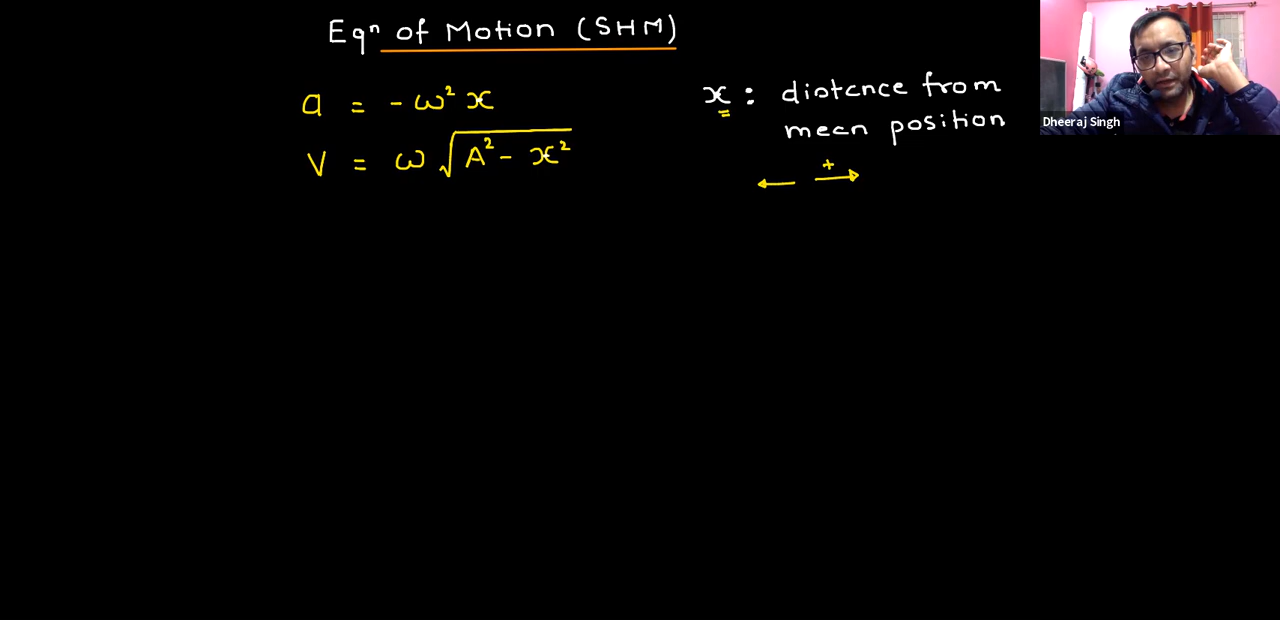 Eqⁿ of Motion (SHM)
a = - ω² x
V = ω √(A² - x²)
x : distance from
mean position
+
Dheeraj Singh